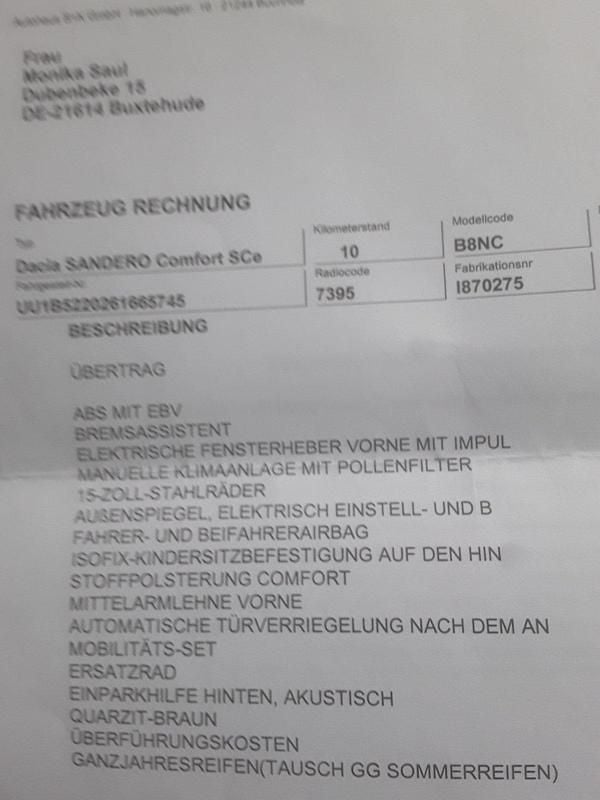 Frau
Monika Saul
Dubenbeke 15
DE-21614 Buxtehude
FAHRZEUG RECHNUNG
Typ Kilometerstand Modellcode
Dacia SANDERO Comfort SCe 10 B8NC
Fahrgestell-Nr. Radiocode Fabrikationsnr
UU1B5220261665745 7395 I870275
BESCHREIBUNG
ÜBERTRAG
ABS MIT EBV
BREMSASSISTENT
ELEKTRISCHE FENSTERHEBER VORNE MIT IMPUL
MANUELLE KLIMAANLAGE MIT POLLENFILTER
15-ZOLL-STAHLRÄDER
AUßENSPIEGEL, ELEKTRISCH EINSTELL- UND B
FAHRER- UND BEIFAHRERAIRBAG
ISOFIX-KINDERSITZBEFESTIGUNG AUF DEN HIN
STOFFPOLSTERUNG COMFORT
MITTELARMLEHNE VORNE
AUTOMATISCHE TÜRVERRIEGELUNG NACH DEM AN
MOBILITÄTS-SET
ERSATZRAD
EINPARKHILFE HINTEN, AKUSTISCH
QUARZIT-BRAUN
ÜBERFÜHRUNGSKOSTEN
GANZJAHRESREIFEN(TAUSCH GG SOMMERREIFEN)